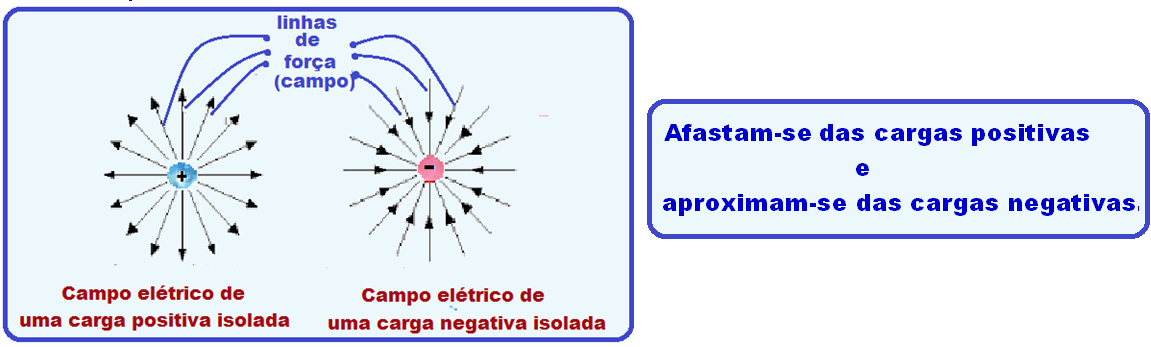 linhas
de
força
(campo)
+
-
Campo elétrico de
uma carga positiva isolada
Campo elétrico de
uma carga negativa isolada
Afastam-se das cargas positivas
e
aproximam-se das cargas negativas.